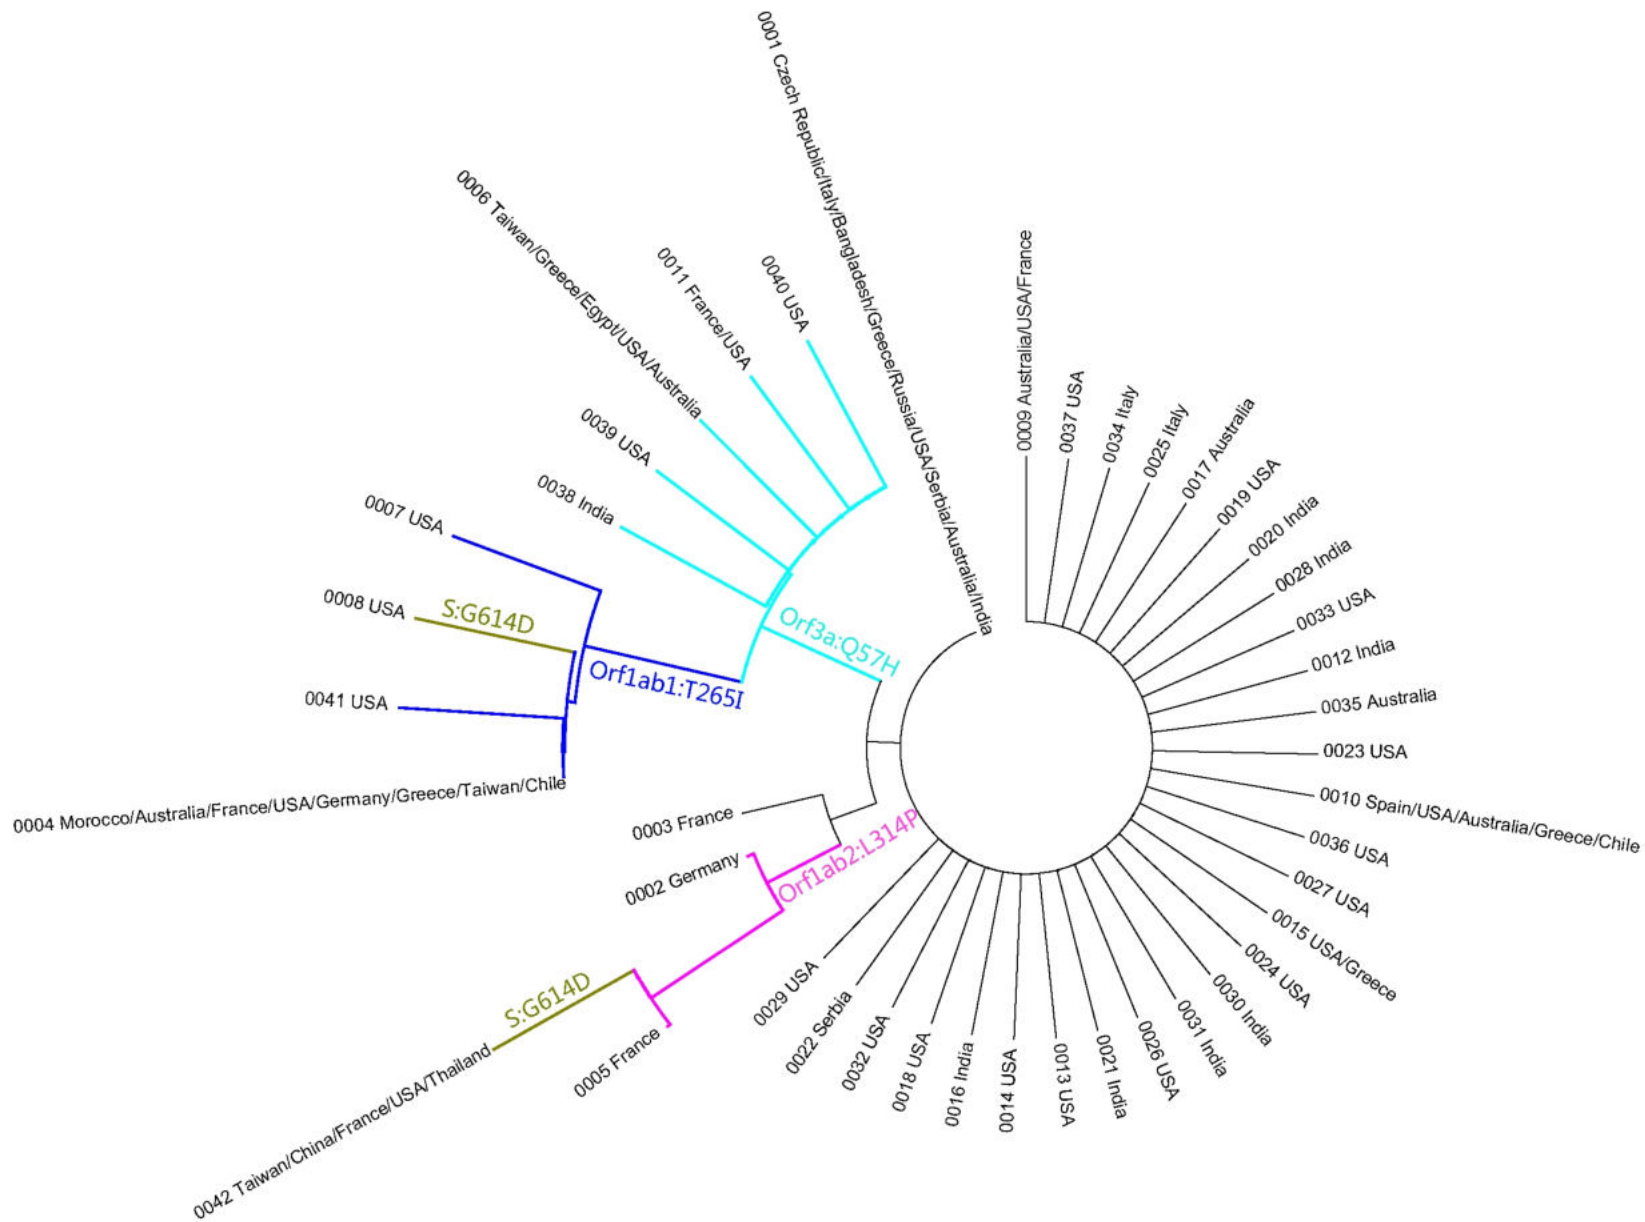 0001 Czech Republic/Italy/Bangladesh/Greece/Russia/USA/Serbia/Australia/India
0009 Australia/USA/France
0037 USA
0034 Italy
0025 Italy
0017 Australia
0019 USA
0020 India
0028 India
0033 USA
0012 India
0035 Australia
0023 USA
0010 Spain/USA/Australia/Greece/Chile
0036 USA
0027 USA
0015 USA/Greece
0024 USA
0030 India
0031 India
0026 USA
0021 India
0013 USA
0014 USA
0016 India
0018 USA
0032 USA
0022 Serbia
0029 USA
Orf1ab2:L314P
0005 France
S:G614D
0042 Taiwan/China/France/USA/Thailand
0002 Germany
0003 France
0004 Morocco/Australia/France/USA/Germany/Greece/Taiwan/Chile
0041 USA
S:G614D
0008 USA
0007 USA
Orf1ab1:T265I
Orf3a:Q57H
0038 India
0039 USA
0006 Taiwan/Greece/Egypt/USA/Australia
0011 France/USA
0040 USA